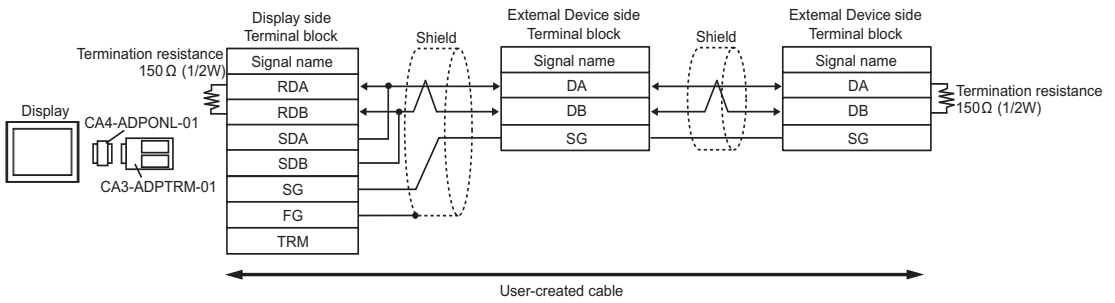 Display side
Terminal block
External Device side
Terminal block
External Device side
Terminal block
Shield
Shield
Termination resistance
150Ω (1/2W)
Display
CA4-ADPONL-01
CA3-ADPTRM-01
Signal name
RDA
RDB
SDA
SDB
SG
FG
TRM
Signal name
DA
DB
SG
Signal name
DA
DB
SG
Termination resistance
150Ω (1/2W)
User-created cable